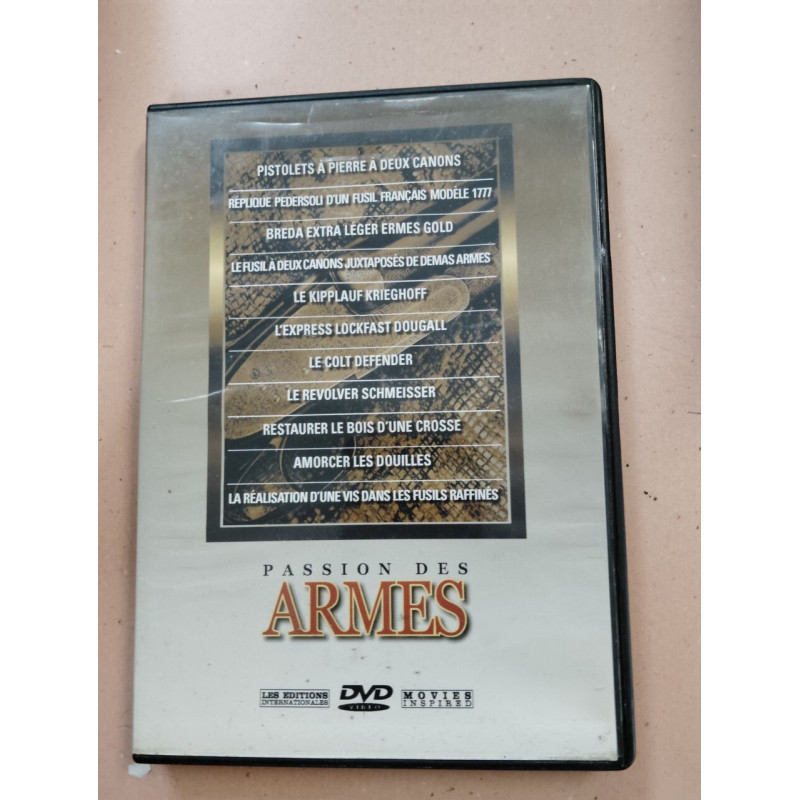 PISTOLETS À PIERRE À DEUX CANONS
RÉPLIQUE PEDERSOLI D'UN FUSIL FRANÇAIS MODÈLE 1777
BREDA EXTRA LÉGER ERMES GOLD
LE FUSIL À DEUX CANONS JUXTAPOSÉS DE DEMAS ARMES
LE KIPPLAUF KRIEGHOFF
L'EXPRESS LOCKFAST DOUGALL
LE COLT DEFENDER
LE REVOLVER SCHMEISSER
RESTAURER LE BOIS D'UNE CROSSE
AMORCER LES DOUILLES
LA RÉALISATION D'UNE VIS DANS LES FUSILS RAFFINÉS
PASSION DES
ARMES
LES EDITIONS
INTERNATIONALES
DVD
VIDEO
MOVIES
INSPIRED